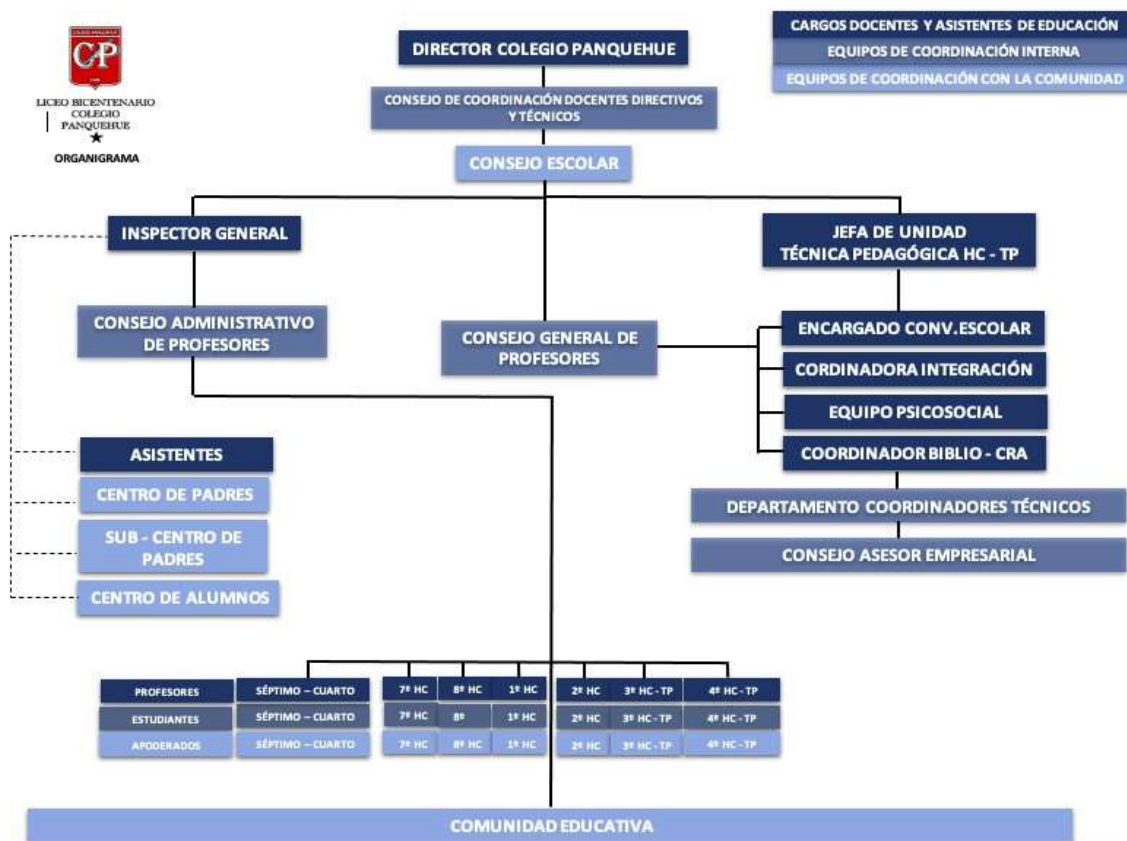 COLEGIO PANQUEHUE
CP
LICEO BICENTENARIO
COLEGIO
PANQUEHUE
ORGANIGRAMA
DIRECTOR COLEGIO PANQUEHUE
CONSEJO DE COORDINACIÓN DOCENTES DIRECTIVOS
Y TÉCNICOS
CONSEJO ESCOLAR
CARGOS DOCENTES Y ASISTENTES DE EDUCACIÓN
EQUIPOS DE COORDINACIÓN INTERNA
EQUIPOS DE COORDINACIÓN CON LA COMUNIDAD
INSPECTOR GENERAL
JEFA DE UNIDAD
TÉCNICA PEDAGÓGICA HC - TP
CONSEJO ADMINISTRATIVO
DE PROFESORES
CONSEJO GENERAL DE
PROFESORES
ENCARGADO CONV.ESCOLAR
CORDINADORA INTEGRACIÓN
EQUIPO PSICOSOCIAL
COORDINADOR BIBLIO - CRA
DEPARTAMENTO COORDINADORES TÉCNICOS
CONSEJO ASESOR EMPRESARIAL
ASISTENTES
CENTRO DE PADRES
SUB - CENTRO DE
PADRES
CENTRO DE ALUMNOS
PROFESORES SÉPTIMO – CUARTO 7º HC 8º HC 1º HC 2º HC 3º HC - TP 4º HC - TP
ESTUDIANTES SÉPTIMO – CUARTO 7º HC 8º 1º HC 2º HC 3º HC - TP 4º HC - TP
APODERADOS SÉPTIMO – CUARTO 7º HC 8º HC 1º HC 2º HC 3º HC - TP 4º HC - TP
COMUNIDAD EDUCATIVA